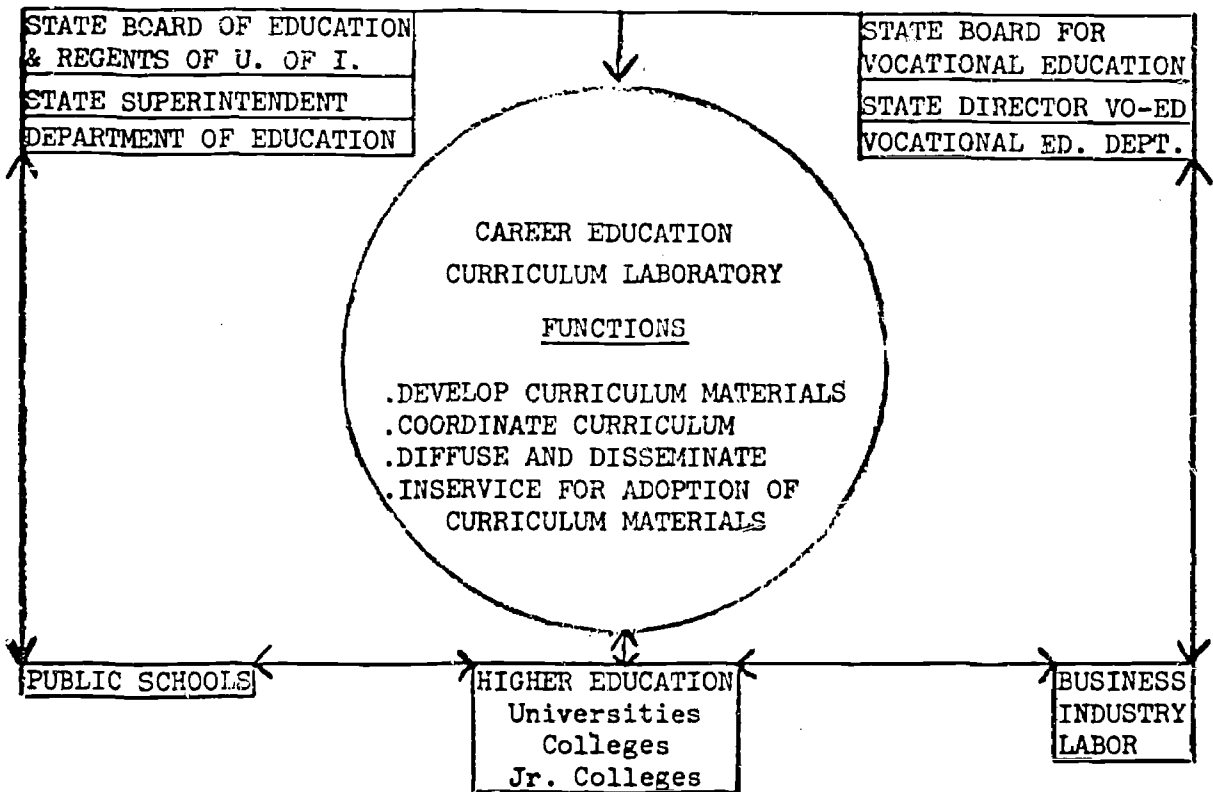 STATE BOARD OF EDUCATION
& REGENTS OF U. OF I.
STATE SUPERINTENDENT
DEPARTMENT OF EDUCATION
STATE BOARD FOR
VOCATIONAL EDUCATION
STATE DIRECTOR VO-ED
VOCATIONAL ED. DEPT.
CAREER EDUCATION
CURRICULUM LABORATORY
FUNCTIONS
.DEVELOP CURRICULUM MATERIALS
.COORDINATE CURRICULUM
.DIFFUSE AND DISSEMINATE
.INSERVICE FOR ADOPTION OF
CURRICULUM MATERIALS
PUBLIC SCHOOLS
HIGHER EDUCATION
Universities
Colleges
Jr. Colleges
BUSINESS
INDUSTRY
LABOR